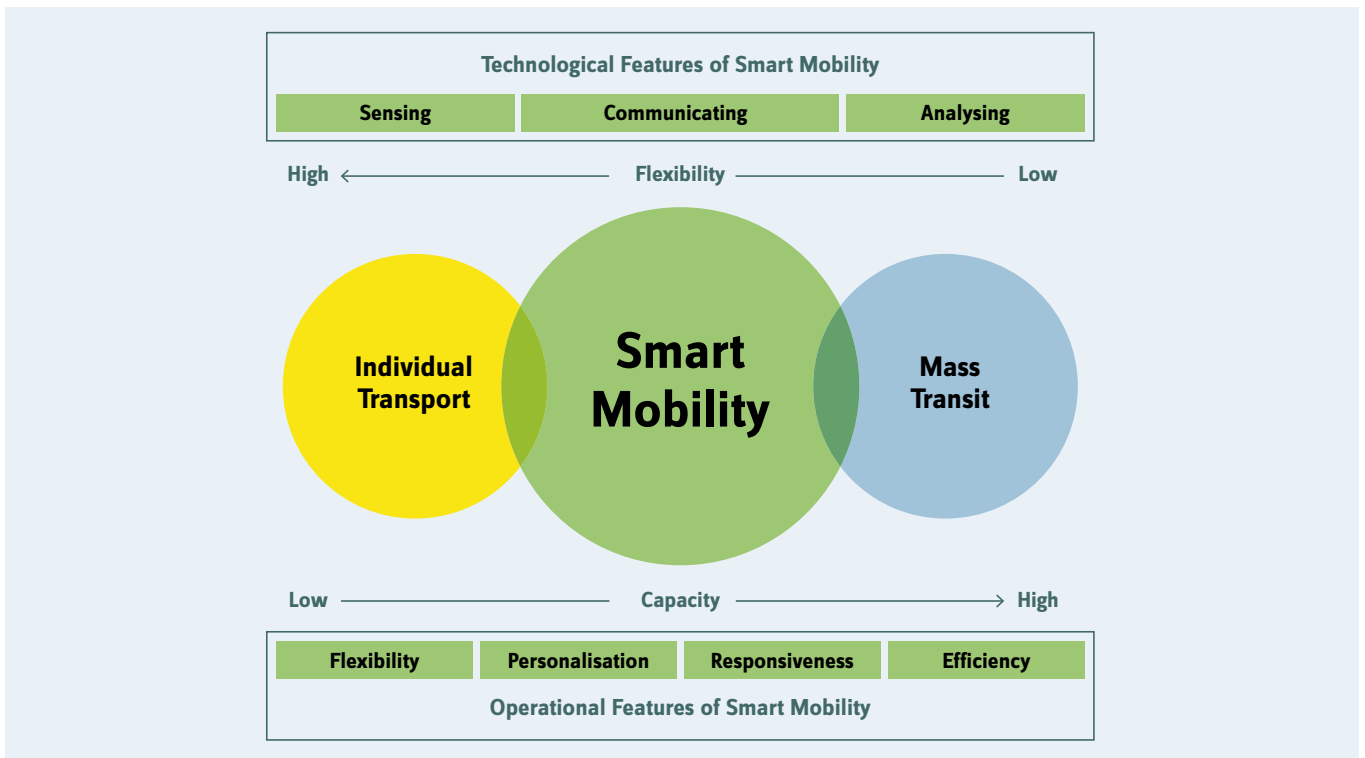 Technological Features of Smart Mobility
Sensing
Communicating
Analysing
High
Flexibility
Low
Individual
Transport
Smart
Mobility
Mass
Transit
Low
Capacity
High
Flexibility
Personalisation
Responsiveness
Efficiency
Operational Features of Smart Mobility